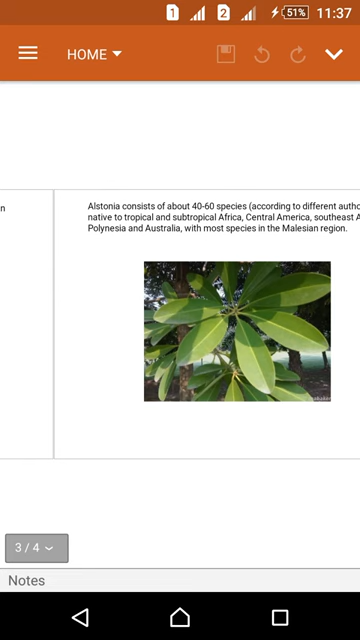 1 2 51% 11:37
HOME
n
Alstonia consists of about 40-60 species (according to different autho
native to tropical and subtropical Africa, Central America, southeast A
Polynesia and Australia, with most species in the Malesian region.
3 / 4
Notes